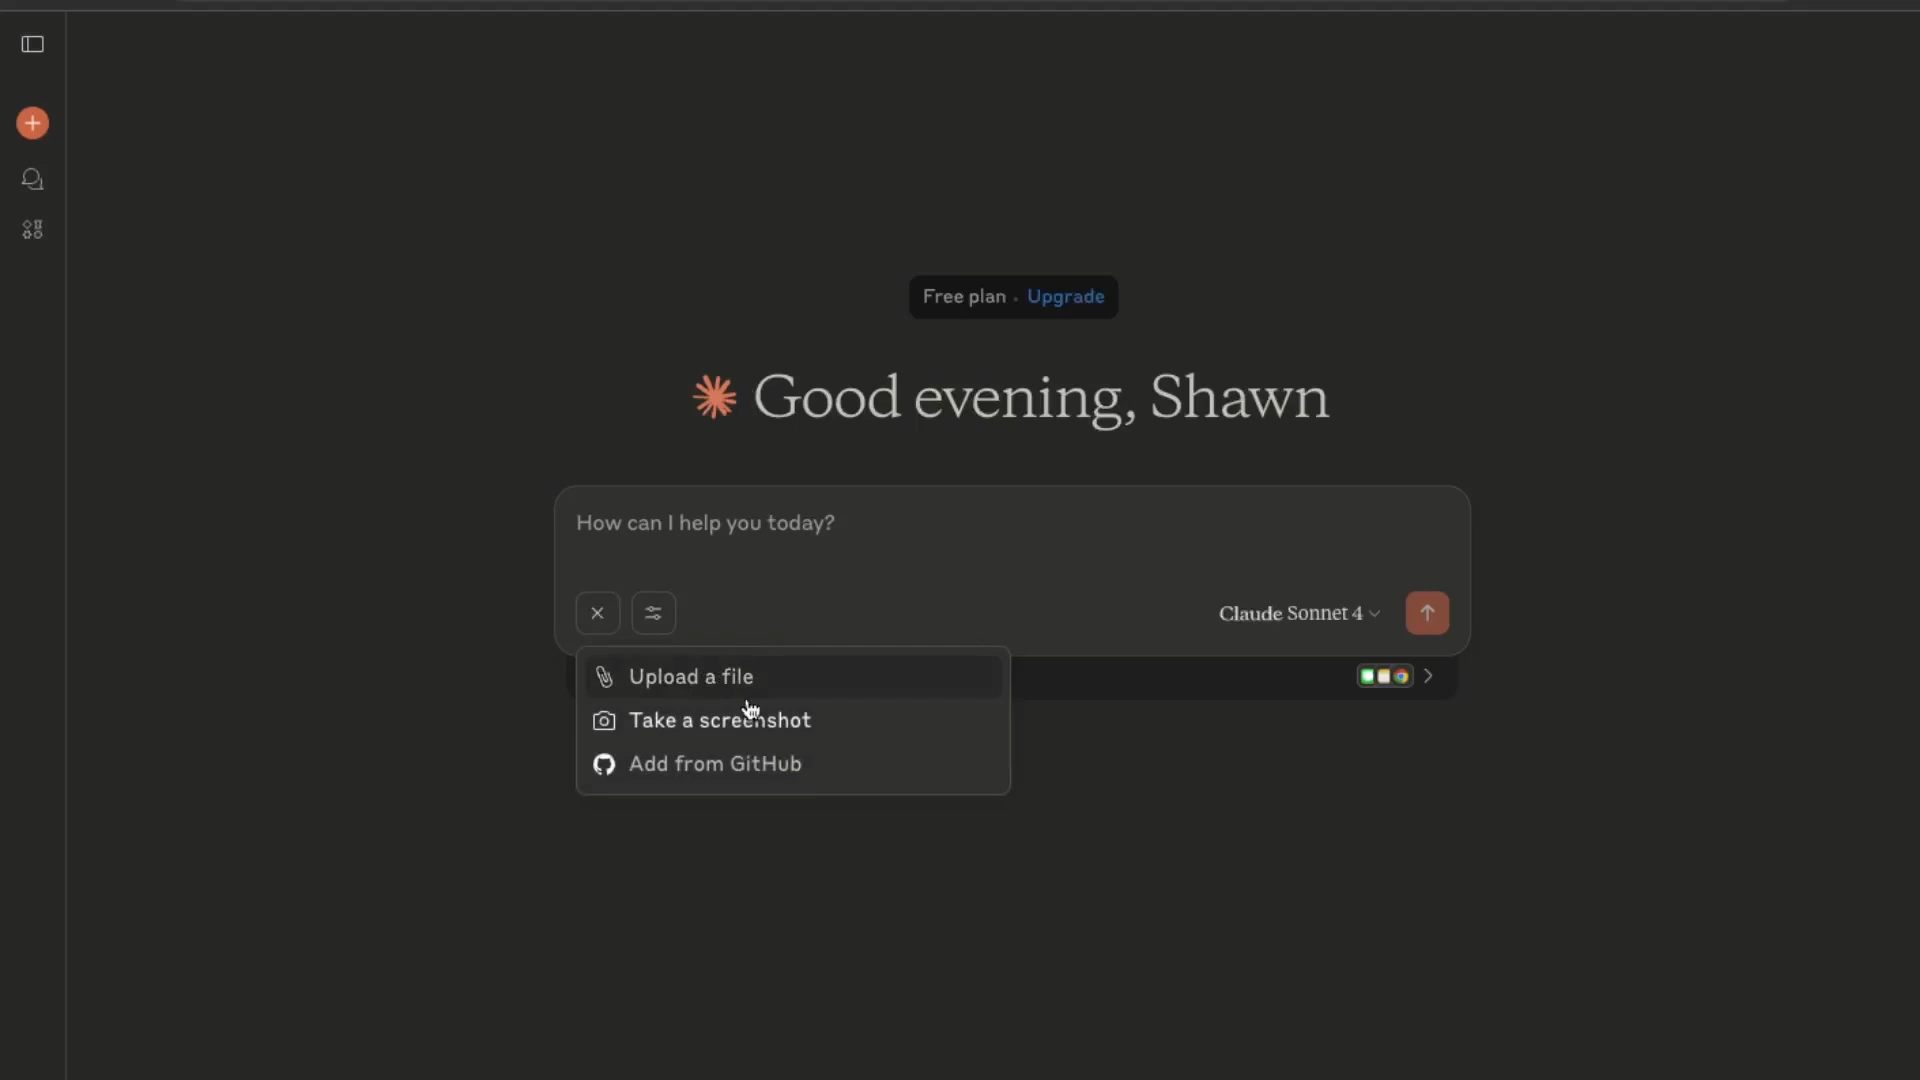 Free plan · Upgrade
Good evening, Shawn
How can I help you today?
Claude Sonnet 4
Upload a file
Take a screenshot
Add from GitHub